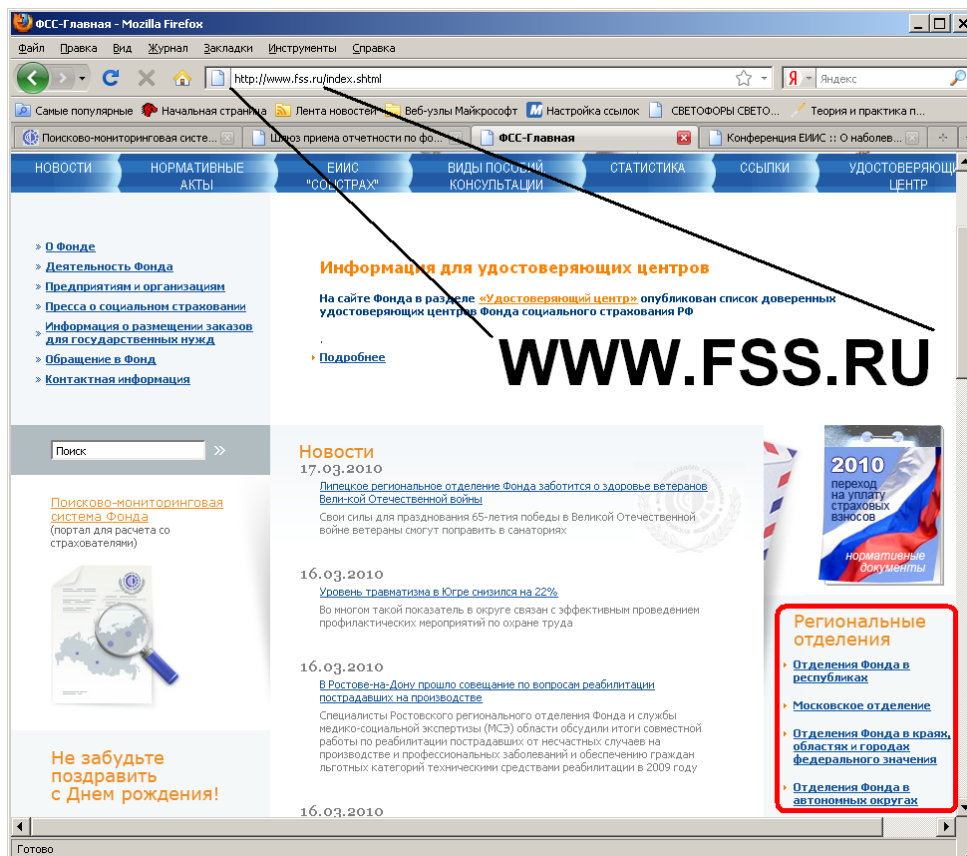 ФСС-Главная - Mozilla Firefox
Файл Правка Вид Журнал Закладки Инструменты Справка
http://www.fss.ru/index.shtml
Яндекс
Самые популярные Начальная страница Лента новостей Веб-узлы Майкрософт Настройка ссылок СВЕТОФОРЫ СВЕТО... Теория и практика п...
Поисково-мониторинговая систе... Шлюз приема отчетности по фо... ФСС-Главная Конференция ЕИИС :: О наболев...
НОВОСТИ НОРМАТИВНЫЕ ЕИИС ВИДЫ ПОСОБИЙ СТАТИСТИКА ССЫЛКИ УДОСТОВЕРЯЮЩИ
АКТЫ "СОЦСТРАХ" КОНСУЛЬТАЦИИ ЦЕНТР
» О Фонде
» Деятельность Фонда
» Предприятиям и организациям
» Пресса о социальном страховании
» Информация о размещении заказов
для государственных нужд
» Обращение в Фонд
» Контактная информация
Информация для удостоверяющих центров
На сайте Фонда в разделе «Удостоверяющий центр» опубликован список доверенных
удостоверяющих центров Фонда социального страхования РФ
.
Подробнее
WWW.FSS.RU
Поиск »
Поисково-мониторинговая
система Фонда
(портал для расчета со
страхователями)
Не забудьте
поздравить
с Днем рождения!
Новости
17.03.2010
Липецкое региональное отделение Фонда заботится о здоровье ветеранов
Вели-кой Отечественной войны
Свои силы для празднования 65-летия победы в Великой Отечественной
войне ветераны смогут поправить в санаториях
16.03.2010
Уровень травматизма в Югре снизился на 22%
Во многом такой показатель в округе связан с эффективным проведением
профилактических мероприятий по охране труда
16.03.2010
В Ростове-на-Дону прошло совещание по вопросам реабилитации
пострадавших на производстве
Специалисты Ростовского регионального отделения Фонда и службы
медико-социальной экспертизы (МСЭ) области обсудили итоги совместной
работы по реабилитации пострадавших от несчастных случаев на
производстве и профессиональных заболеваний и обеспечению граждан
льготных категорий техническими средствами реабилитации в 2009 году
16.03.2010
2010
переход
на уплату
страховых
взносов
нормативные
документы
Региональные
отделения
Отделения Фонда в
республиках
Московское отделение
Отделения Фонда в краях,
областях и городах
федерального значения
Отделения Фонда в
автономных округах
Готово